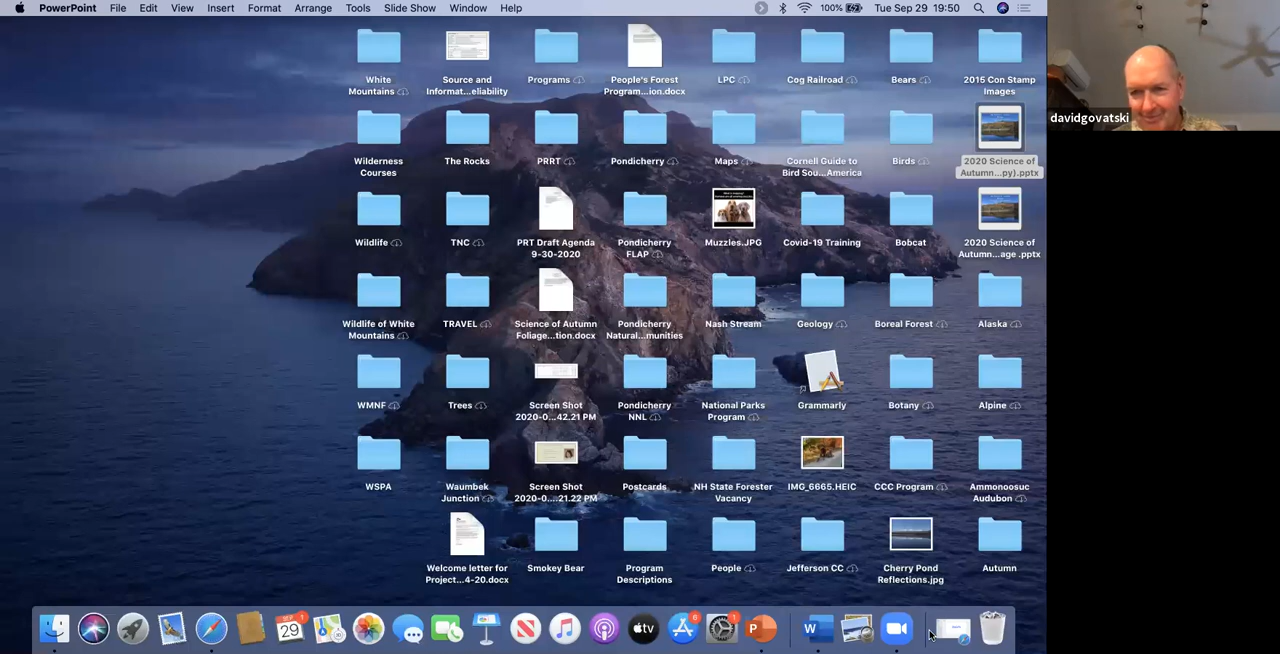 PowerPoint File Edit View Insert Format Arrange Tools Slide Show Window Help 100% Tue Sep 29 19:50
White
Mountains
Source and
Informat...eliability
Programs
People's Forest
Program...ion.docx
LPC
Cog Railroad
Bears
2015 Con Stamp
Images
davidgovatski
Wilderness
Courses
The Rocks
PRRT
Pondicherry
Maps
Cornell Guide to
Bird Sou...America
Birds
2020 Science of
Autumn...py).pptx
Wildlife
TNC
PRT Draft Agenda
9-30-2020
Pondicherry
FLAP
Muzzles.JPG
Covid-19 Training
Bobcat
2020 Science of
Autumn...age .pptx
Wildlife of White
Mountains
TRAVEL
Science of Autumn
Foliage...tion.docx
Pondicherry
Natural...munities
Nash Stream
Geology
Boreal Forest
Alaska
WMNF
Trees
Screen Shot
2020-0...42.21 PM
Pondicherry
NNL
National Parks
Program
Grammarly
Botany
Alpine
WSPA
Waumbek
Junction
Screen Shot
2020-0....21.22 PM
Postcards
NH State Forester
Vacancy
IMG_6665.HEIC
CCC Program
Ammonoosuc
Audubon
Welcome letter for
Project...4-20.docx
Smokey Bear
Program
Descriptions
People
Jefferson CC
Cherry Pond
Reflections.jpg
Autumn
SEP
29
1
tv
6
1
P
W